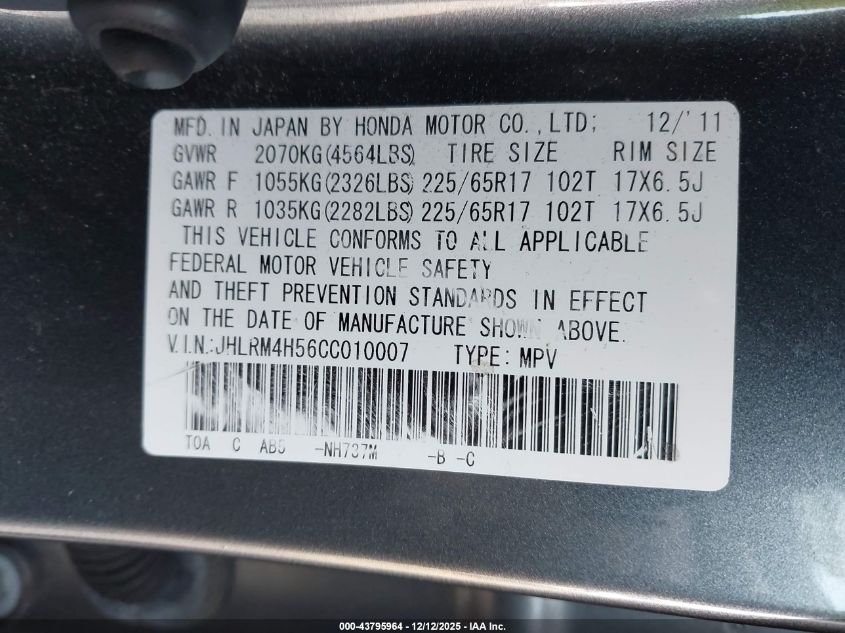 MFD. IN JAPAN BY HONDA MOTOR CO.,LTD; 12/'11
GVWR 2070KG(4564LBS) TIRE SIZE RIM SIZE
GAWR F 1055KG(2326LBS) 225/65R17 102T 17X6.5J
GAWR R 1035KG(2282LBS) 225/65R17 102T 17X6.5J
THIS VEHICLE CONFORMS TO ALL APPLICABLE
FEDERAL MOTOR VEHICLE SAFETY
AND THEFT PREVENTION STANDARDS IN EFFECT
ON THE DATE OF MANUFACTURE SHOWN ABOVE.
V.I.N.:JHLRM4H56CC010007 TYPE: MPV
T0A C AB5 -NH737M -B -C
000-43795964 - 12/12/2025 - IAA Inc.